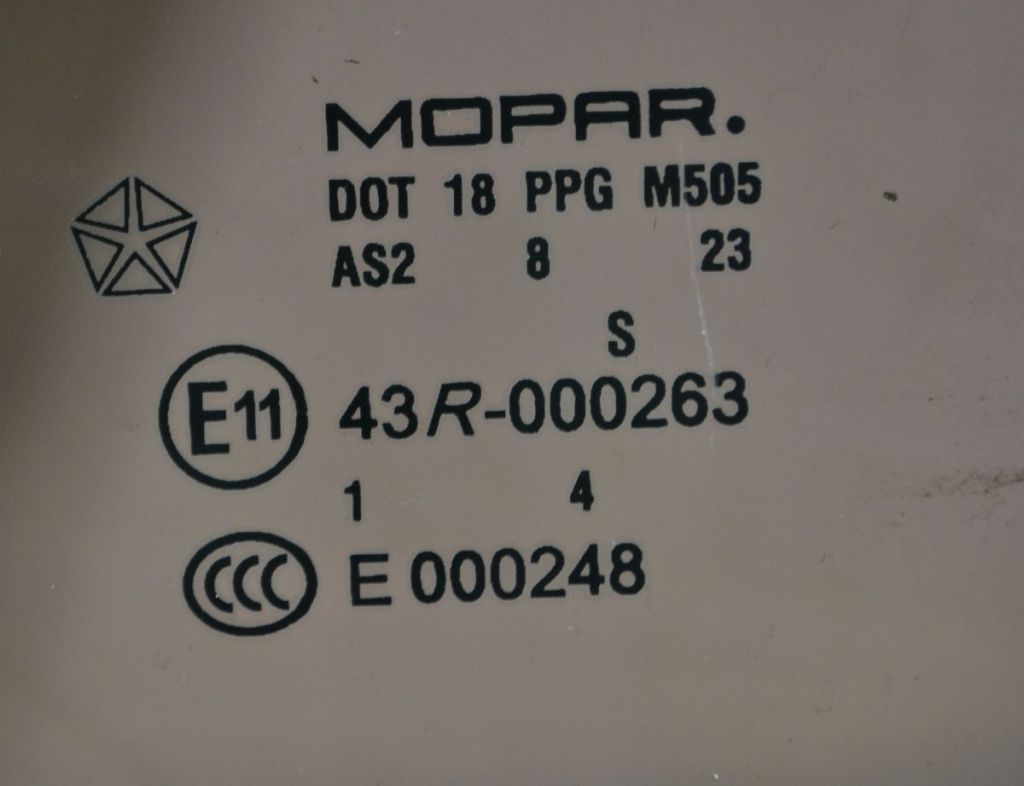 MOPAR.
DOT 18 PPG M505
AS2 8 23
S
E11 43R-000263
1 4
CCC E 000248